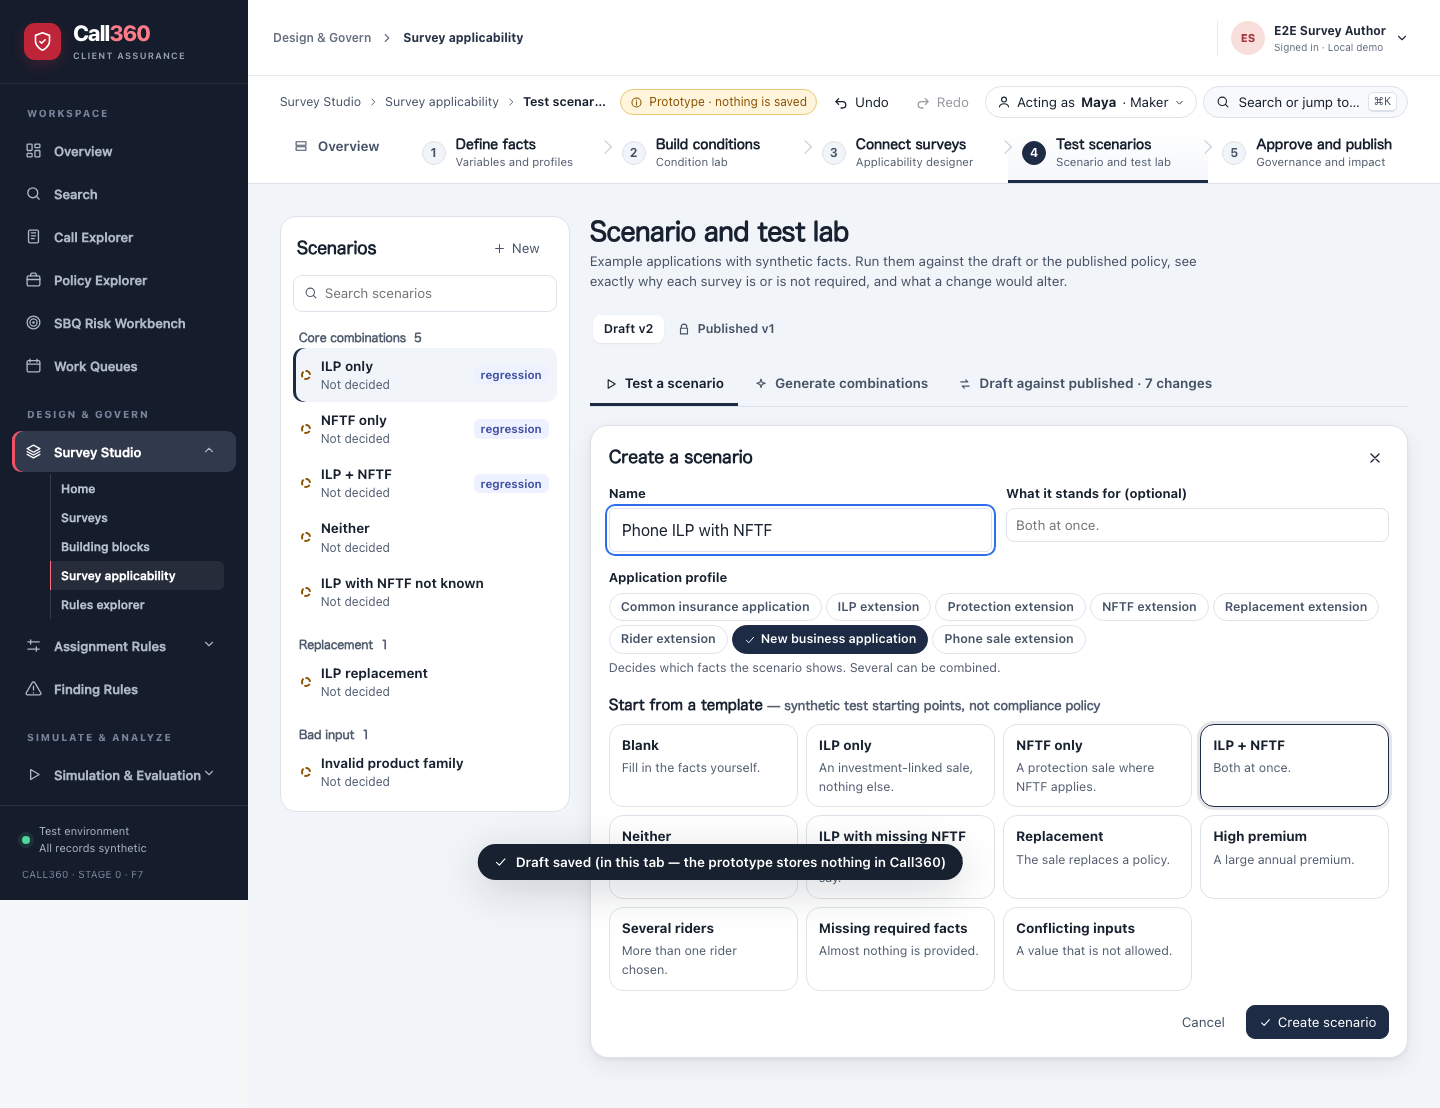 Call360
CLIENT ASSURANCE
WORKSPACE
Overview
Search
Call Explorer
Policy Explorer
SBQ Risk Workbench
Work Queues
DESIGN & GOVERN
Survey Studio
Home
Surveys
Building blocks
Survey applicability
Rules explorer
Assignment Rules
Finding Rules
SIMULATE & ANALYZE
Simulation & Evaluation
Test environment
All records synthetic
CALL360 · STAGE 0 · F7
Design & Govern
Survey applicability
ES
E2E Survey Author
Signed in · Local demo
Survey Studio
Survey applicability
Test scenar...
Prototype · nothing is saved
Undo
Redo
Acting as Maya · Maker
Search or jump to...
⌘K
Overview
1
Define facts
Variables and profiles
2
Build conditions
Condition lab
3
Connect surveys
Applicability designer
4
Test scenarios
Scenario and test lab
5
Approve and publish
Governance and impact
Scenarios
New
Search scenarios
Core combinations 5
ILP only
Not decided
regression
NFTF only
Not decided
regression
ILP + NFTF
Not decided
regression
Neither
Not decided
ILP with NFTF not known
Not decided
Replacement 1
ILP replacement
Not decided
Bad input 1
Invalid product family
Not decided
Scenario and test lab
Example applications with synthetic facts. Run them against the draft or the published policy, see
exactly why each survey is or is not required, and what a change would alter.
Draft v2
Published v1
Test a scenario
Generate combinations
Draft against published · 7 changes
Create a scenario
Name
Phone ILP with NFTF
What it stands for (optional)
Both at once.
Application profile
Common insurance application
ILP extension
Protection extension
NFTF extension
Replacement extension
Rider extension
New business application
Phone sale extension
Decides which facts the scenario shows. Several can be combined.
Start from a template — synthetic test starting points, not compliance policy
Blank
Fill in the facts yourself.
ILP only
An investment-linked sale,
nothing else.
NFTF only
A protection sale where
NFTF applies.
ILP + NFTF
Both at once.
Neither
ILP with missing NFTF
say.
Replacement
The sale replaces a policy.
High premium
A large annual premium.
Draft saved (in this tab — the prototype stores nothing in Call360)
Several riders
More than one rider
chosen.
Missing required facts
Almost nothing is provided.
Conflicting inputs
A value that is not allowed.
Cancel
Create scenario